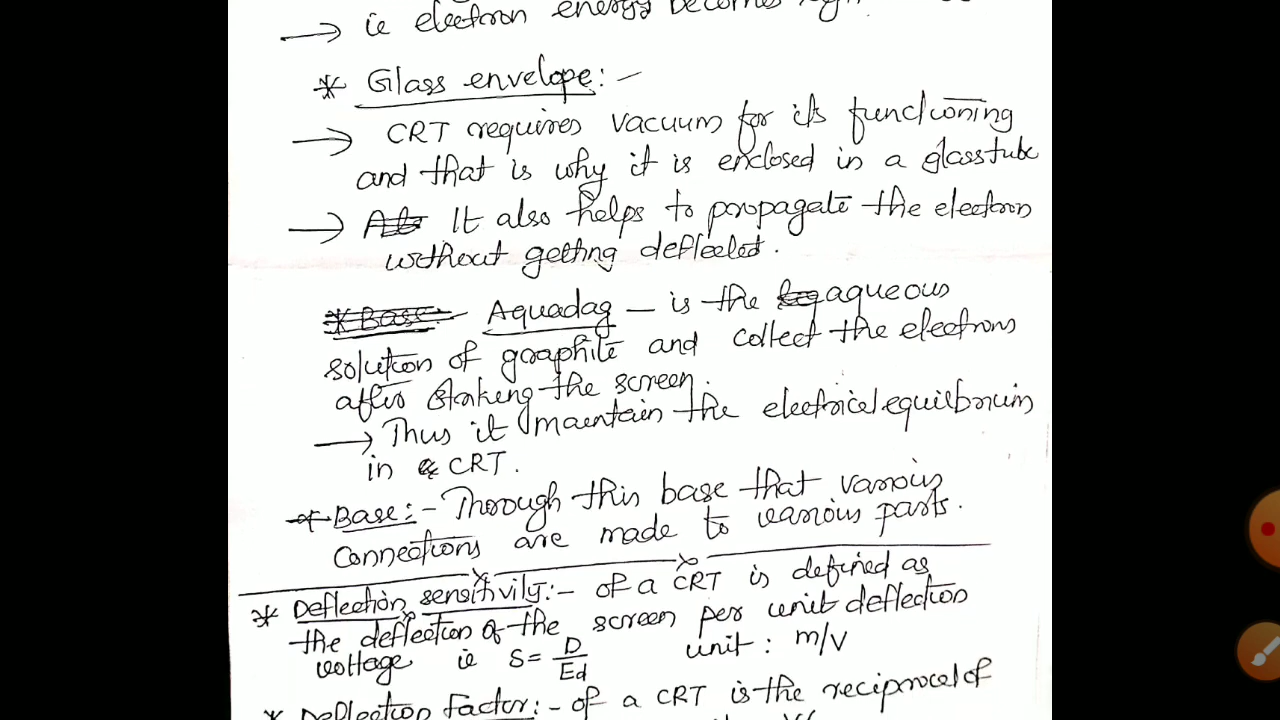 → ie electron energy becomes high
* Glass envelope:-
→ CRT requires vacuum for its functioning
and that is why it is enclosed in a glass tube
→ It also helps to propagate the electron
without getting deflected.
Aquadag - is the aqueous
solution of graphite and collect the electrons
after striking the screen.
→ Thus it maintain the electrical equilibrium
in CRT.
* Base:- Through this base that various
connections are made to various parts.
* Deflection sensitivity:- of a CRT is defined as
the deflection of the screen per unit deflection
voltage ie S = D/Ed unit: m/V
* Deflection Factor:- of a CRT is the reciprocal of